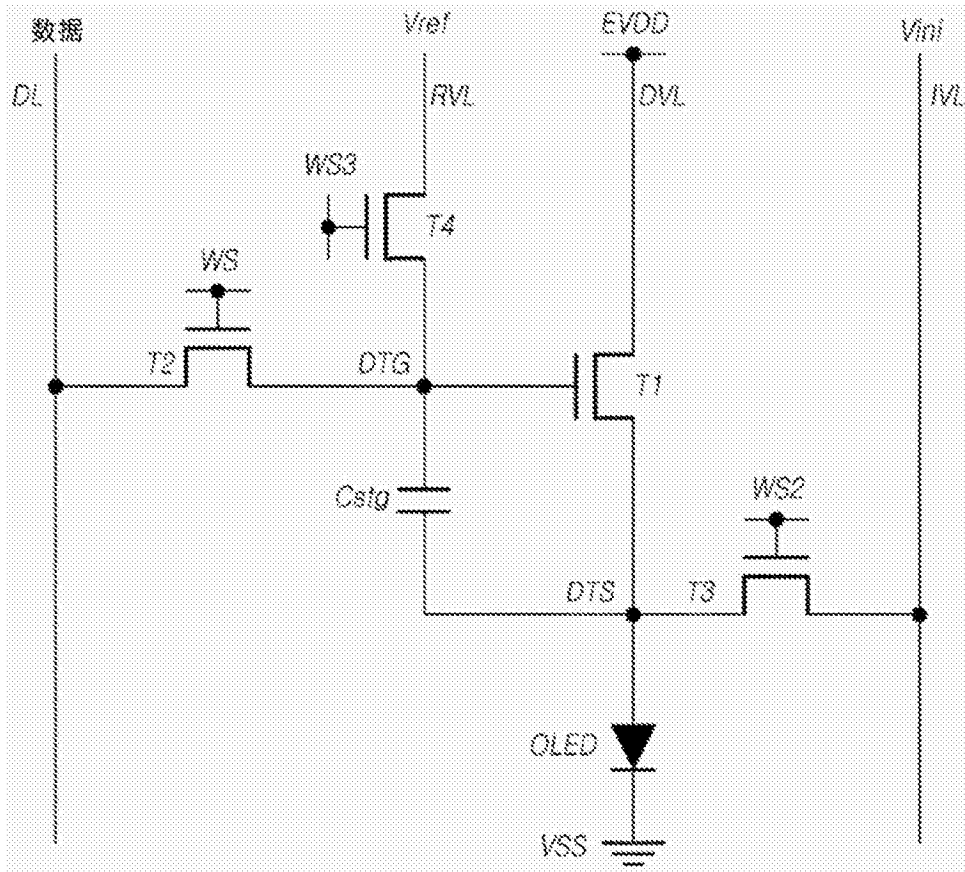 数据
Vref
EVDD
Vini
DL
RVL
DVL
IVL
WS3
T4
WS
T2
DTG
T1
Cstg
WS2
DTS
T3
OLED
VSS